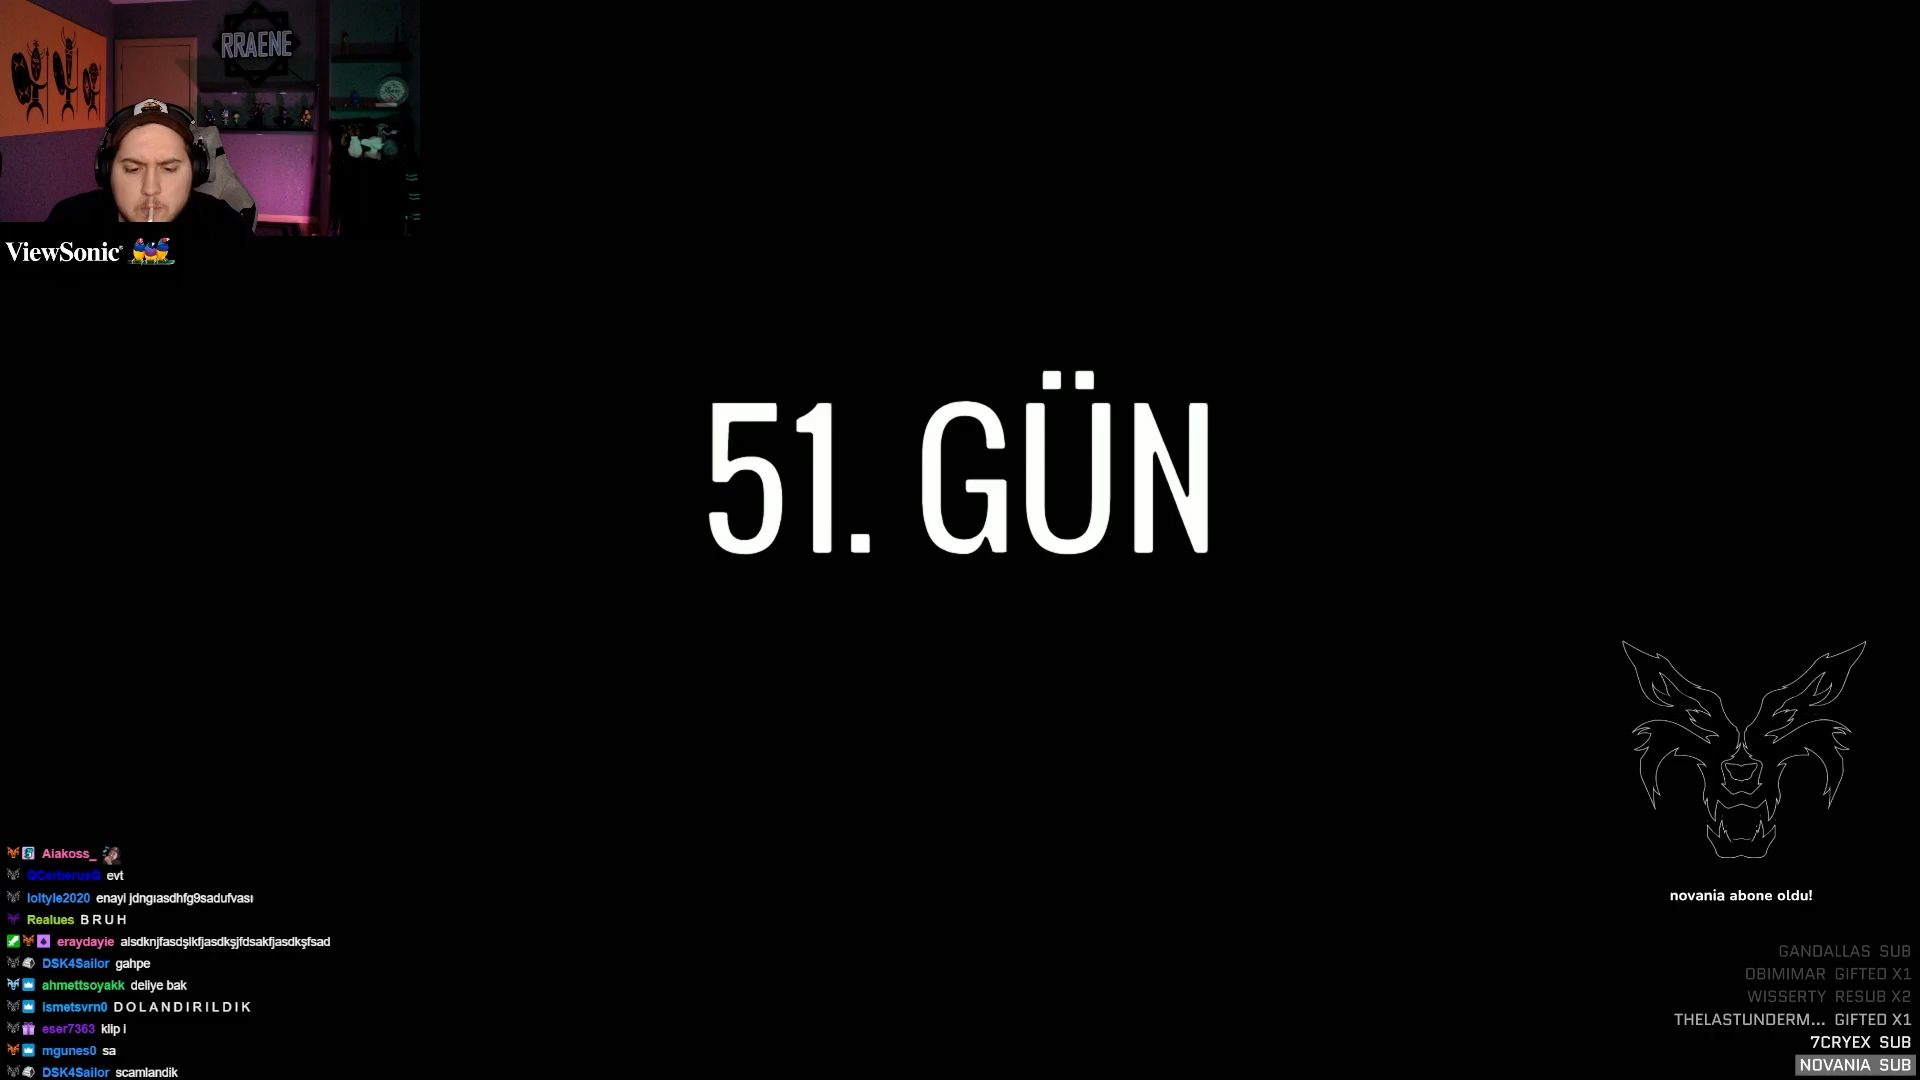 RRAENE
ViewSonic
51. GÜN
Aiakoss_
QCerberusQ evt
loltyle2020 enayi jdngıasdhfg9sadufvası
Realues B R U H
eraydayie alsdknjfasdşlkfjasdkşjfdsakfjasdkşfsad
DSK4Sailor gahpe
ahmettsoyakk deliye bak
ismetsvrn0 D O L A N D I R I L D I K
eser7363 klip i
mgunes0 sa
DSK4Sailor scamlandik
novania abone oldu!
GANDALLAS SUB
OBIMIMAR GIFTED X1
WISSERTY RESUB X2
THELASTUNDERM... GIFTED X1
7CRYEX SUB
NOVANIA SUB